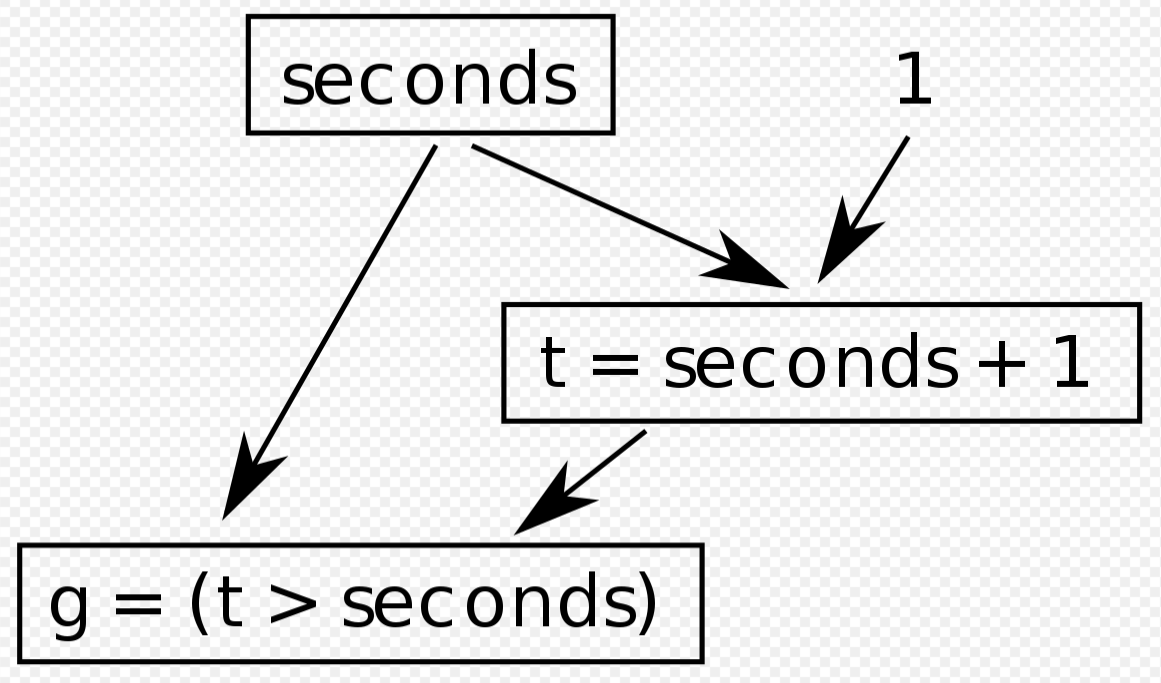 seconds
1
t = seconds + 1
g = (t > seconds)